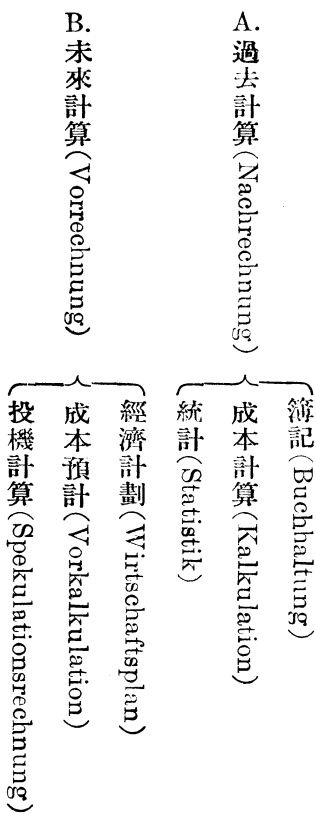 A. 過去計算(Nachrechnung)
簿記(Buchhaltung)
成本計算(Kalkulation)
統計(Statistik)
B. 未來計算(Vorrechnung)
經濟計劃(Wirtschaftsplan)
成本預計(Vorkalkulation)
投機計算(Spekulationsrechnung)